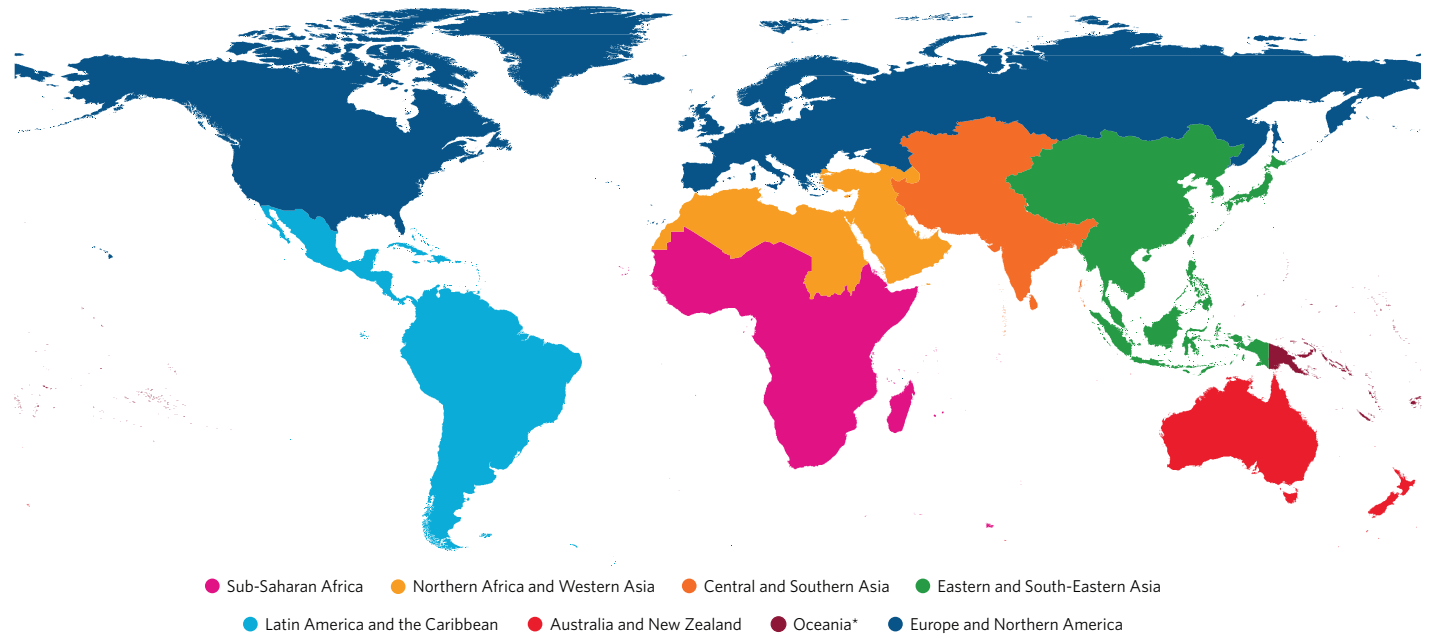 Sub-Saharan Africa Northern Africa and Western Asia Central and Southern Asia Eastern and South-Eastern Asia
Latin America and the Caribbean Australia and New Zealand Oceania* Europe and Northern America